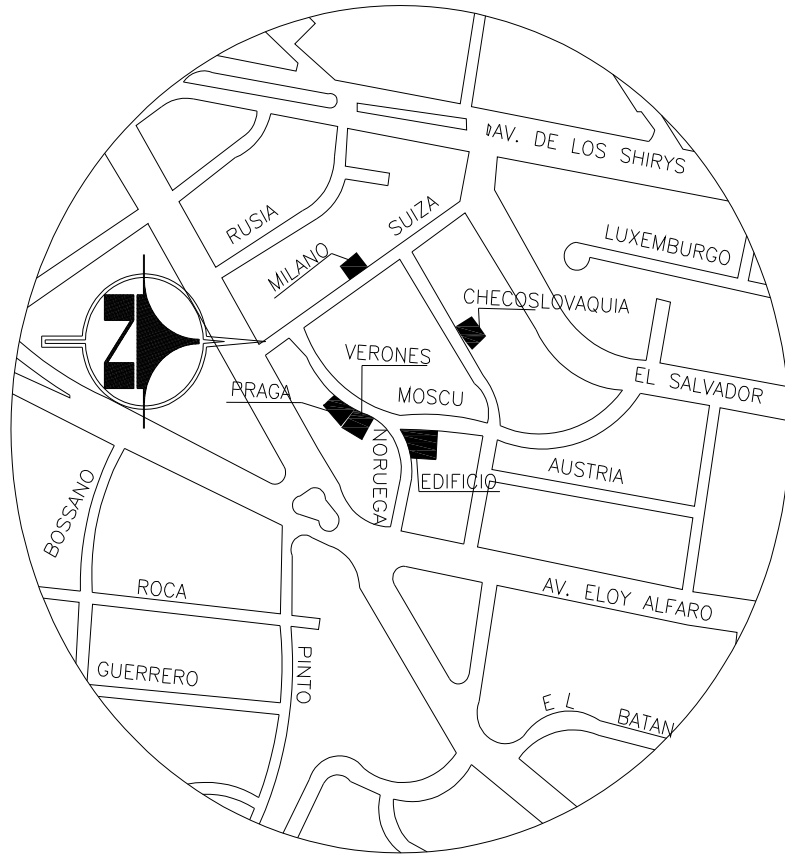 AV. DE LOS SHIRYS
RUSIA
SUIZA
LUXEMBURGO
MILANO
CHECOSLOVAQUIA
N
VERONES
PRAGA
MOSCU
EL SALVADOR
NORUEGA
EDIFICIO
AUSTRIA
BOSSANO
ROCA
AV. ELOY ALFARO
PINTO
GUERRERO
EL BATAN